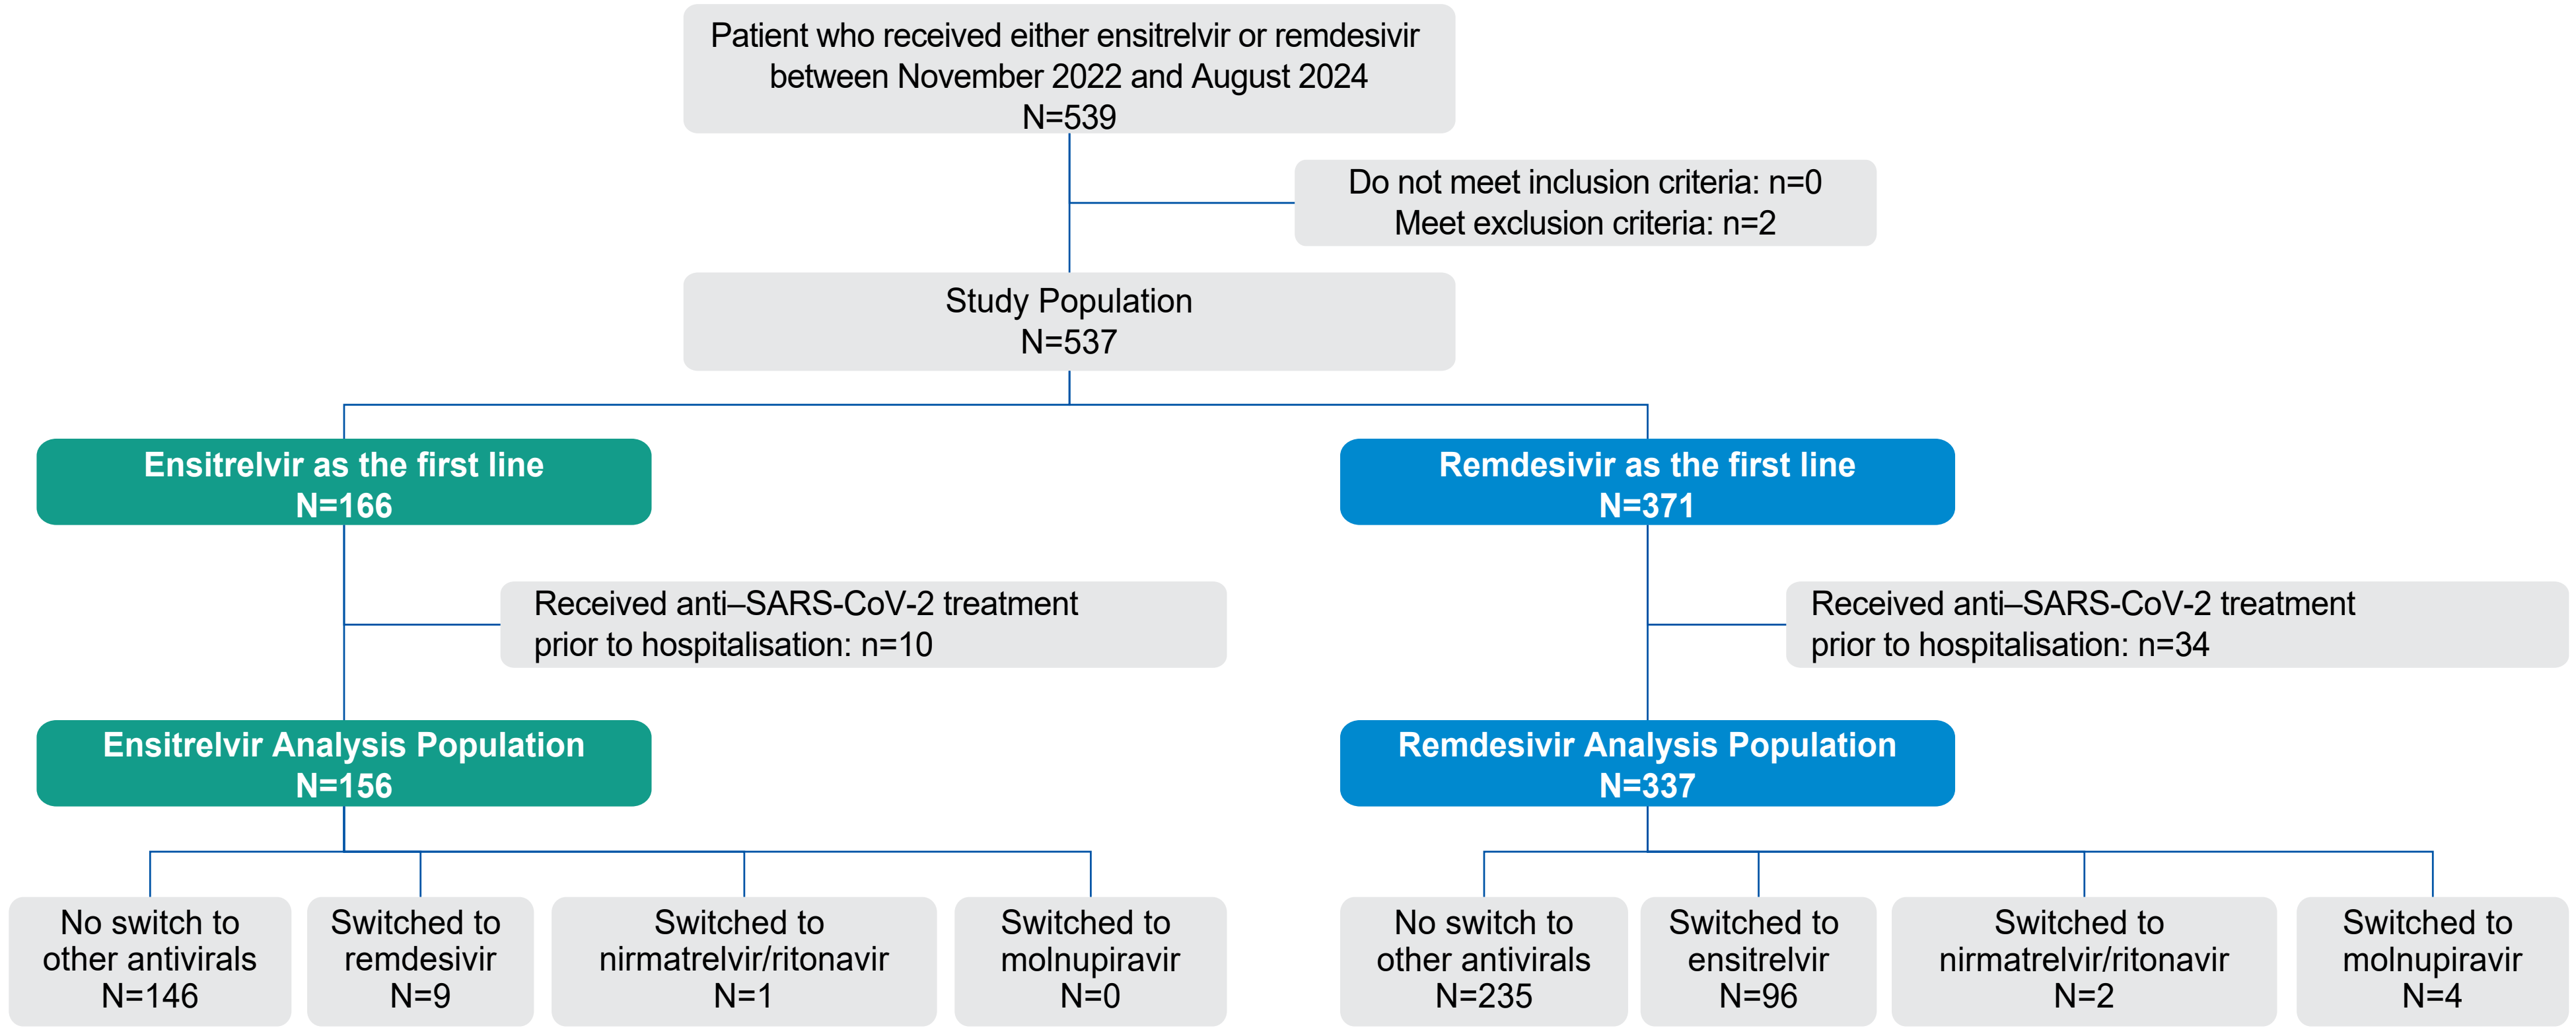 Patient who received either ensitrelvir or remdesivir
between November 2022 and August 2024
N=539
Do not meet inclusion criteria: n=0
Meet exclusion criteria: n=2
Study Population
N=537
Ensitrelvir as the first line
N=166
Remdesivir as the first line
N=371
Received anti–SARS-CoV-2 treatment
prior to hospitalisation: n=10
Received anti–SARS-CoV-2 treatment
prior to hospitalisation: n=34
Ensitrelvir Analysis Population
N=156
Remdesivir Analysis Population
N=337
No switch to
other antivirals
N=146
Switched to
remdesivir
N=9
Switched to
nirmatrelvir/ritonavir
N=1
Switched to
molnupiravir
N=0
No switch to
other antivirals
N=235
Switched to
ensitrelvir
N=96
Switched to
nirmatrelvir/ritonavir
N=2
Switched to
molnupiravir
N=4